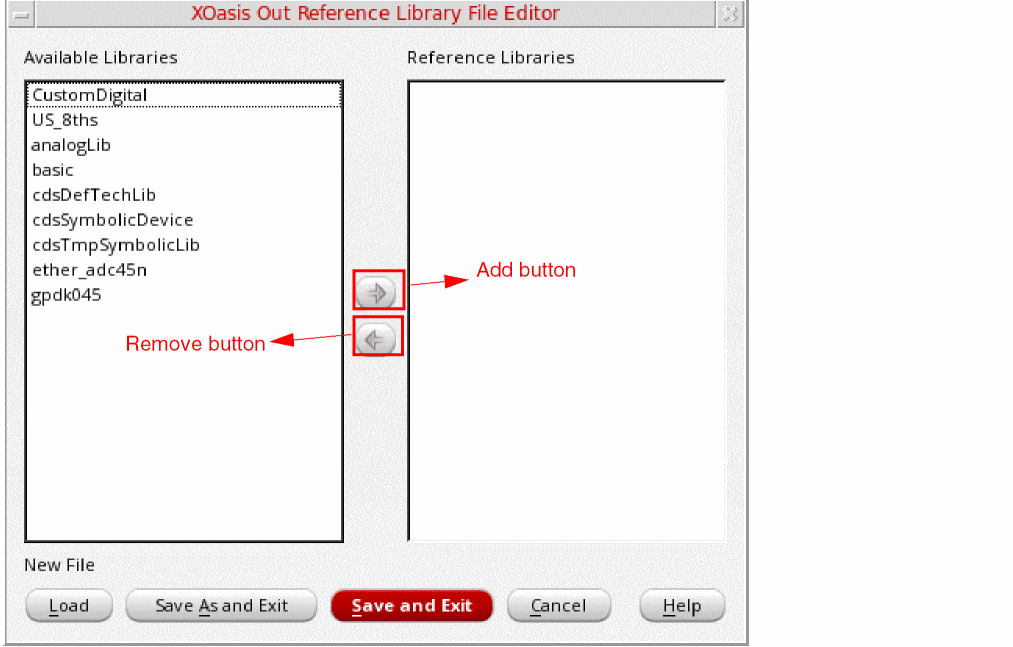 XOasis Out Reference Library File Editor
Available Libraries
Reference Libraries
CustomDigital
US_8ths
analogLib
basic
cdsDefTechLib
cdsSymbolicDevice
cdsTmpSymbolicLib
ether_adc45n
gpdk045
Add button
Remove button
New File
Load
Save As and Exit
Save and Exit
Cancel
Help